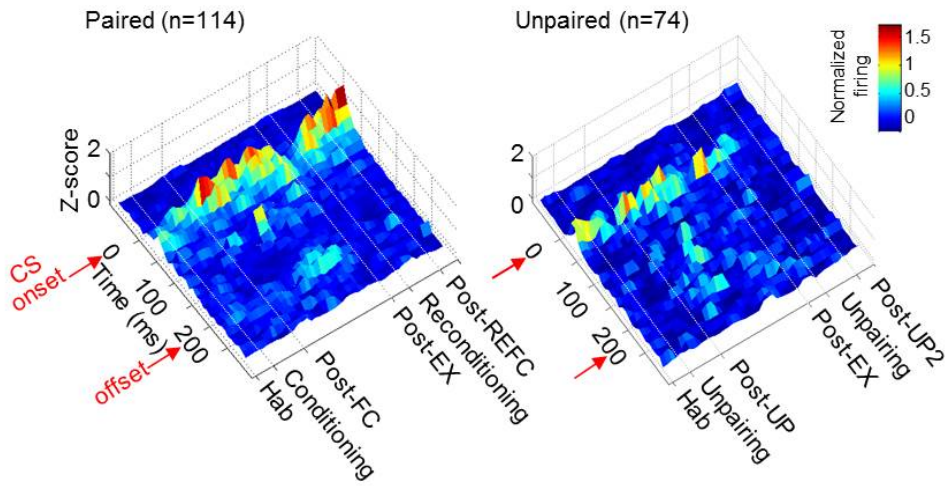 Paired (n=114)
Unpaired (n=74)
Normalized
firing
1.5
1
0.5
0
Z-score
2
0
CS
onset
offset
Time (ms)
0
100
200
Hab
Conditioning
Post-FC
Post-EX
Reconditioning
Post-REFC
2
0
0
100
200
Hab
Unpairing
Post-UP
Post-EX
Unpairing
Post-UP2